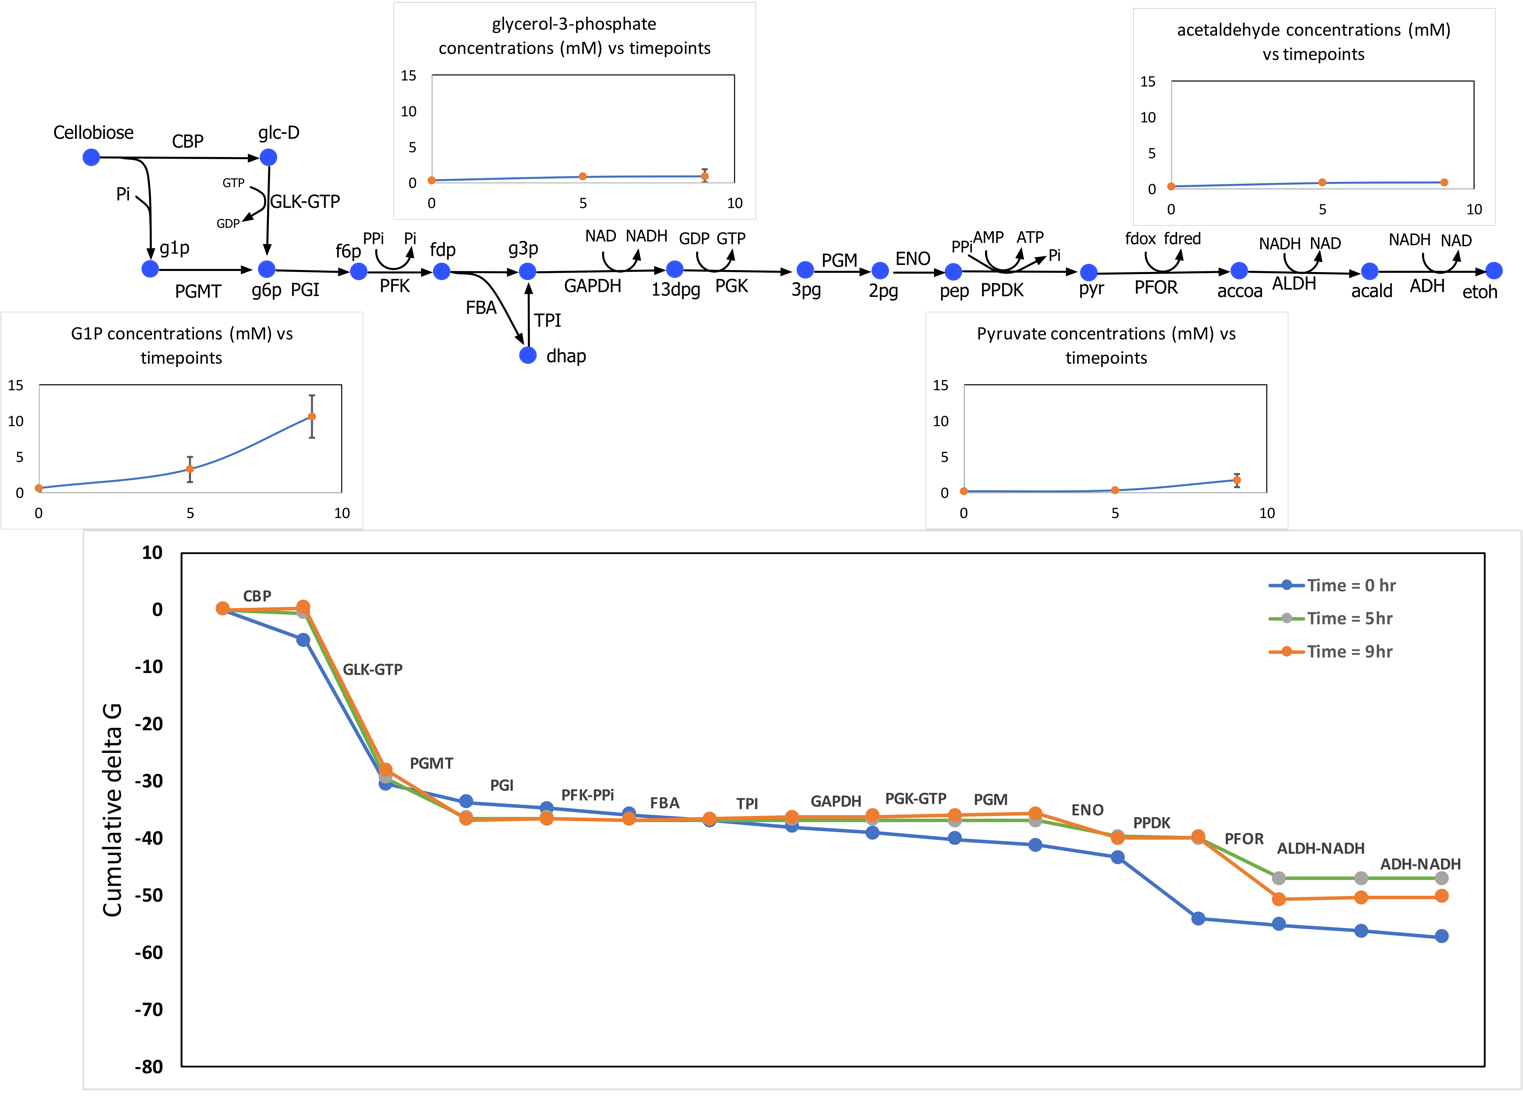 glycerol-3-phosphate
concentrations (mM) vs timepoints
15
10
5
0
0 5 10
acetaldehyde concentrations (mM)
vs timepoints
15
10
5
0
0 5 10
Cellobiose CBP glc-D
Pi GTP GLK-GTP
GDP
g1p PGMT g6p PGI f6p PPi Pi PFK fdp FBA g3p TPI dhap NAD NADH GAPDH 13dpg GDP GTP PGK 3pg PGM 2pg ENO pep PPi AMP ATP Pi PPDK pyr fdox fdred PFOR accoa NADH NAD ALDH acald NADH NAD ADH etoh
G1P concentrations (mM) vs
timepoints
15
10
5
0
0 5 10
Pyruvate concentrations (mM) vs
timepoints
15
10
5
0
0 5 10
Cumulative delta G
10
0
-10
-20
-30
-40
-50
-60
-70
-80
CBP
GLK-GTP
PGMT
PGI
PFK-PPi
FBA
TPI
GAPDH
PGK-GTP
PGM
ENO
PPDK
PFOR
ALDH-NADH
ADH-NADH
Time = 0 hr
Time = 5hr
Time = 9hr